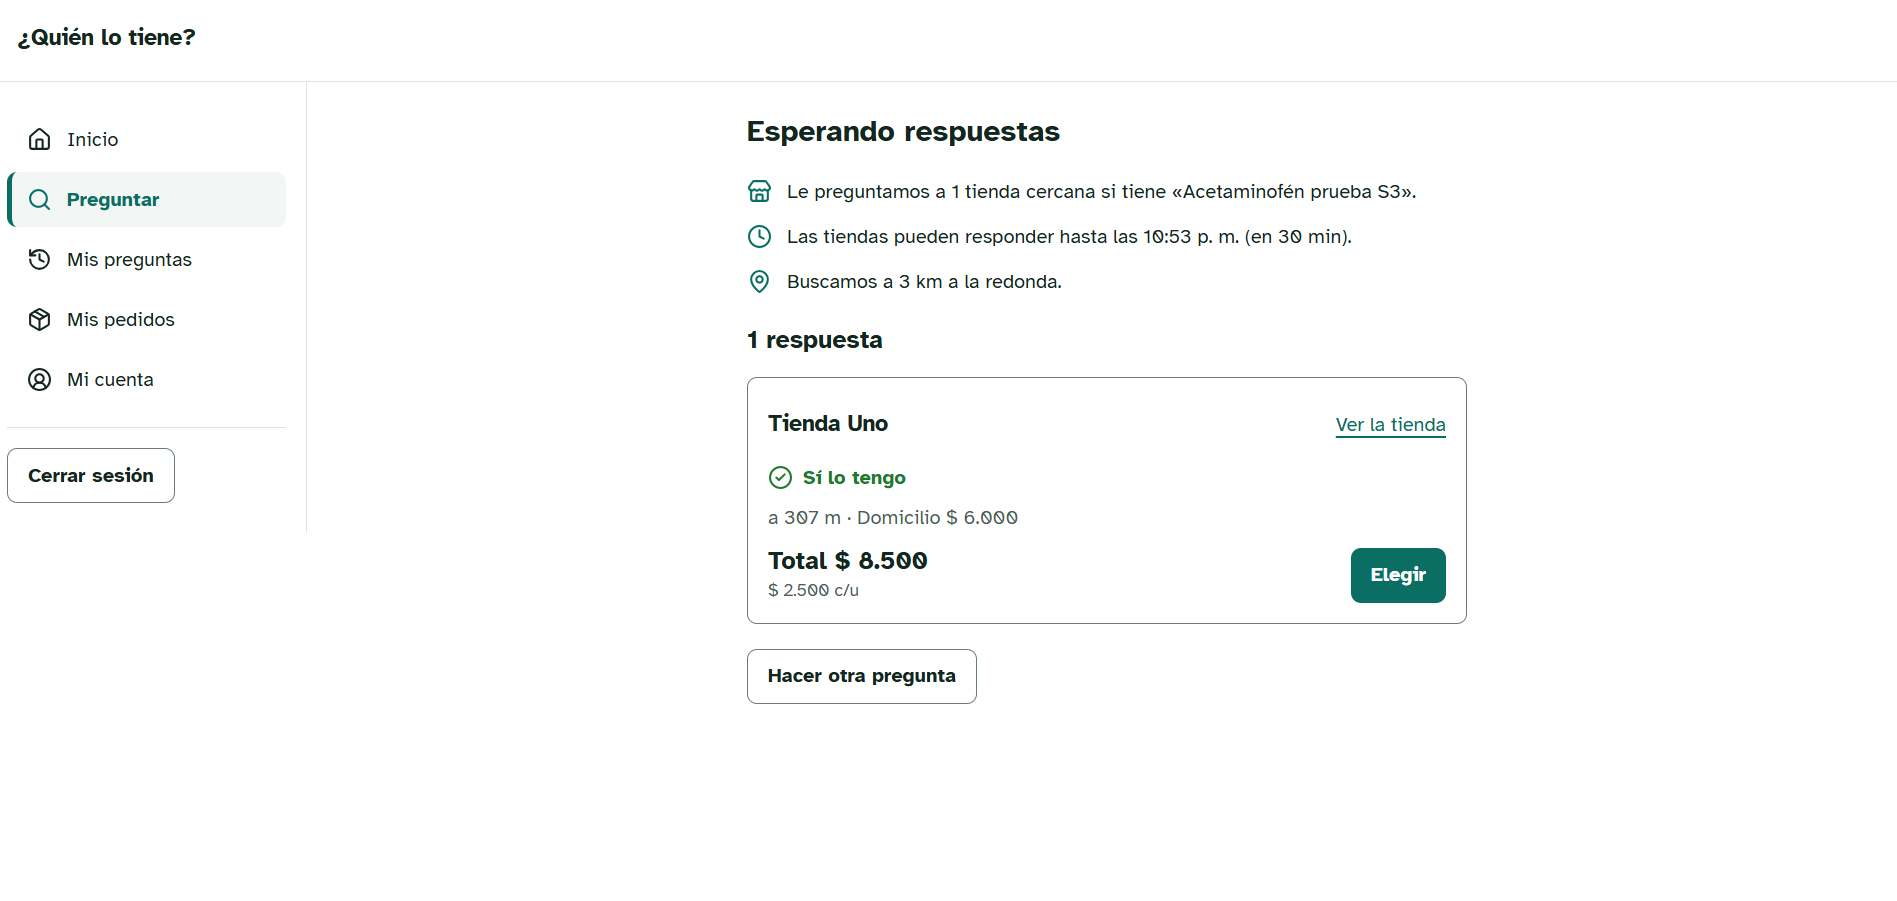 ¿Quién lo tiene?
Inicio
Preguntar
Mis preguntas
Mis pedidos
Mi cuenta
Cerrar sesión
Esperando respuestas
Le preguntamos a 1 tienda cercana si tiene «Acetaminofén prueba S3».
Las tiendas pueden responder hasta las 10:53 p. m. (en 30 min).
Buscamos a 3 km a la redonda.
1 respuesta
Tienda Uno
Ver la tienda
Sí lo tengo
a 307 m · Domicilio $ 6.000
Total $ 8.500
$ 2.500 c/u
Elegir
Hacer otra pregunta